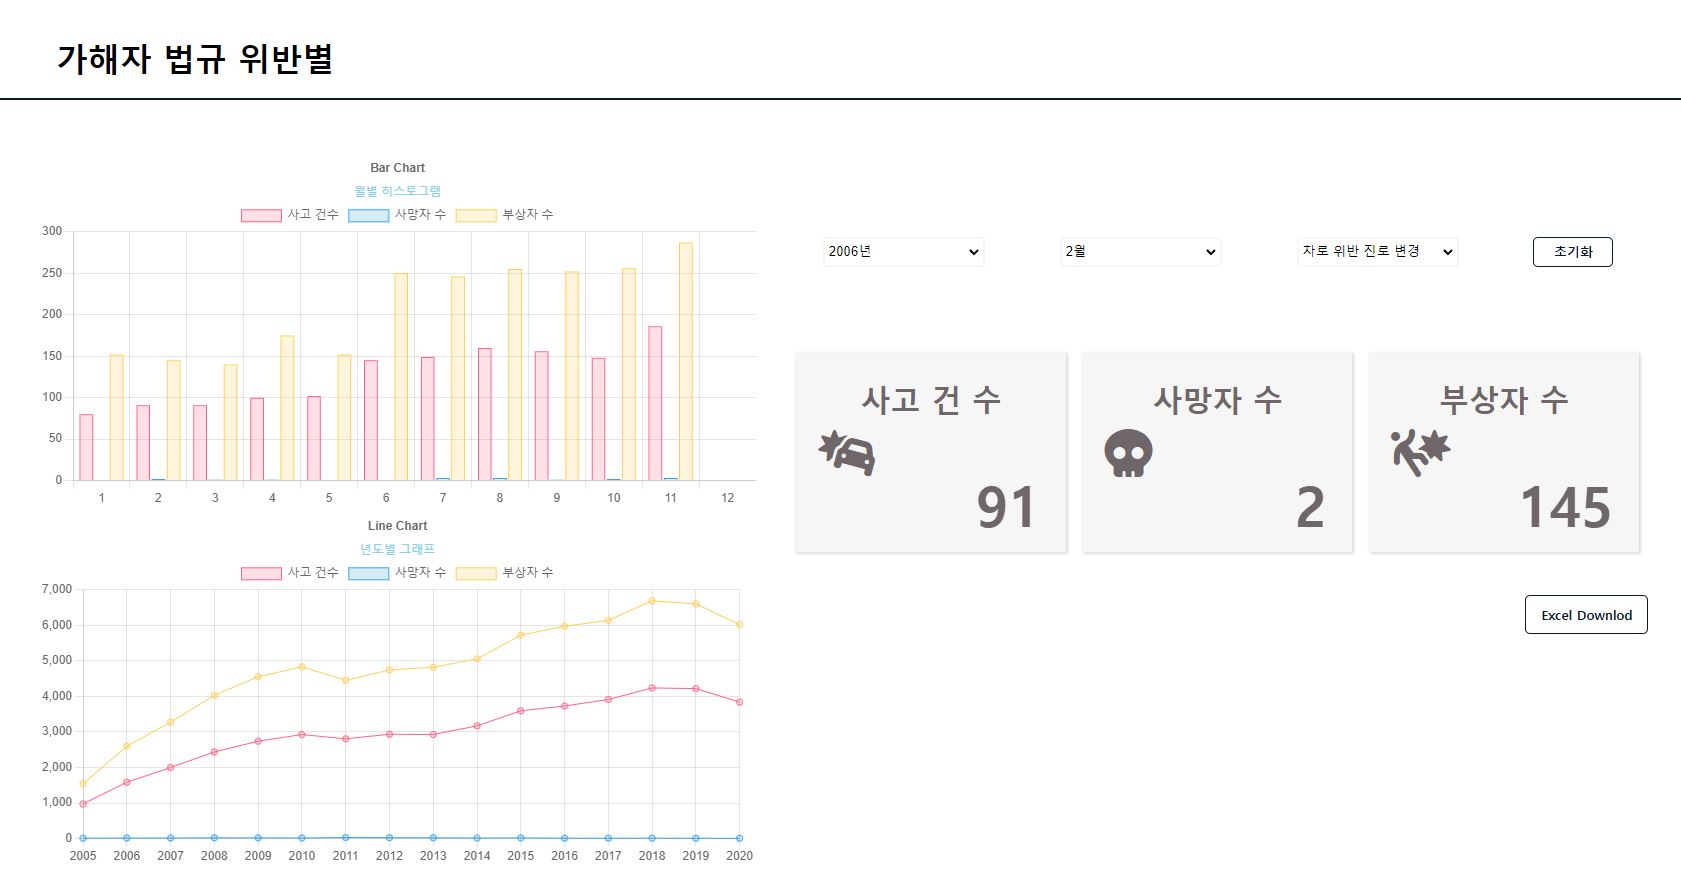 가해자 법규 위반별
Bar Chart
월별 히스토그램
사고 건수 사망자 수 부상자 수
300
250
200
150
100
50
0
1 2 3 4 5 6 7 8 9 10 11 12
Line Chart
년도별 그래프
사고 건수 사망자 수 부상자 수
7,000
6,000
5,000
4,000
3,000
2,000
1,000
0
2005 2006 2007 2008 2009 2010 2011 2012 2013 2014 2015 2016 2017 2018 2019 2020
2006년 2월 차로 위반 진로 변경 초기화
사고 건 수
91
사망자 수
2
부상자 수
145
Excel Downlod